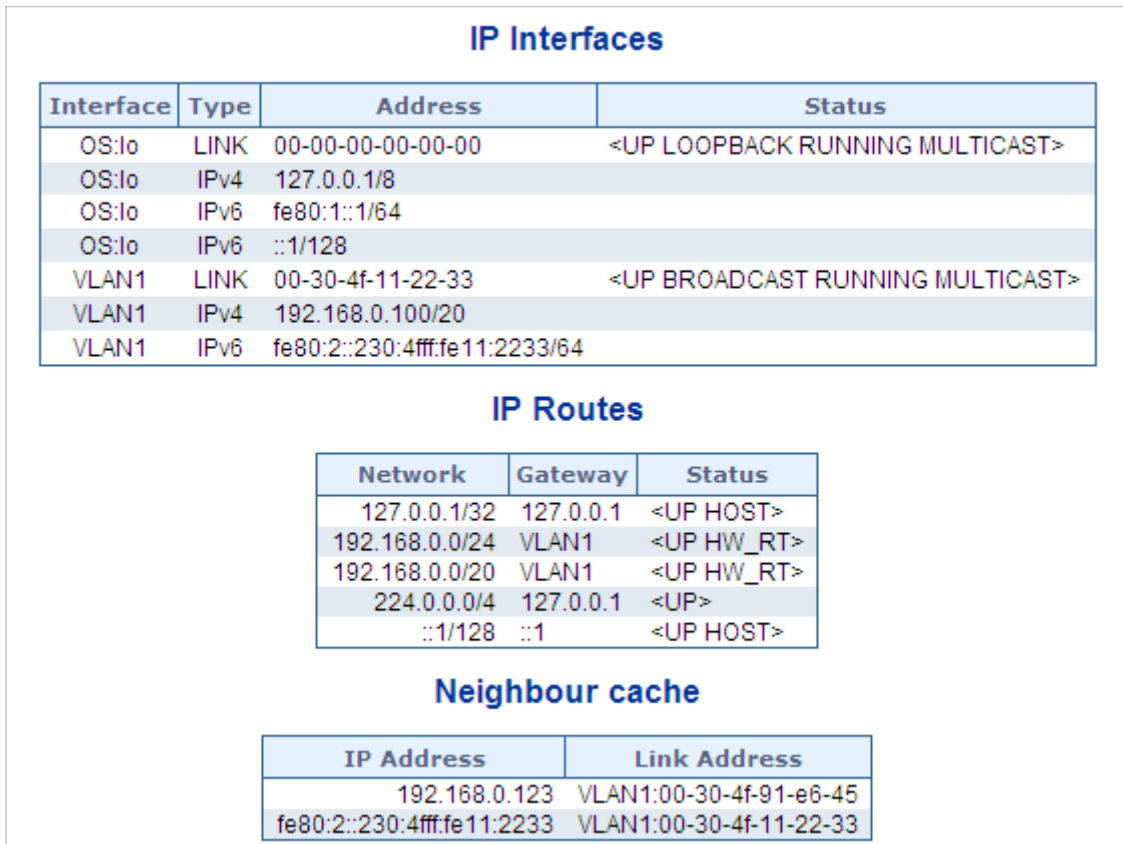 IP Interfaces
Interface Type Address Status
OS:lo LINK 00-00-00-00-00-00 <UP LOOPBACK RUNNING MULTICAST>
OS:lo IPv4 127.0.0.1/8
OS:lo IPv6 fe80:1::1/64
OS:lo IPv6 ::1/128
VLAN1 LINK 00-30-4f-11-22-33 <UP BROADCAST RUNNING MULTICAST>
VLAN1 IPv4 192.168.0.100/20
VLAN1 IPv6 fe80:2::230:4fff:fe11:2233/64
IP Routes
Network Gateway Status
127.0.0.1/32 127.0.0.1 <UP HOST>
192.168.0.0/24 VLAN1 <UP HW_RT>
192.168.0.0/20 VLAN1 <UP HW_RT>
224.0.0.0/4 127.0.0.1 <UP>
::1/128 ::1 <UP HOST>
Neighbour cache
IP Address Link Address
192.168.0.123 VLAN1:00-30-4f-91-e6-45
fe80:2::230:4fff:fe11:2233 VLAN1:00-30-4f-11-22-33